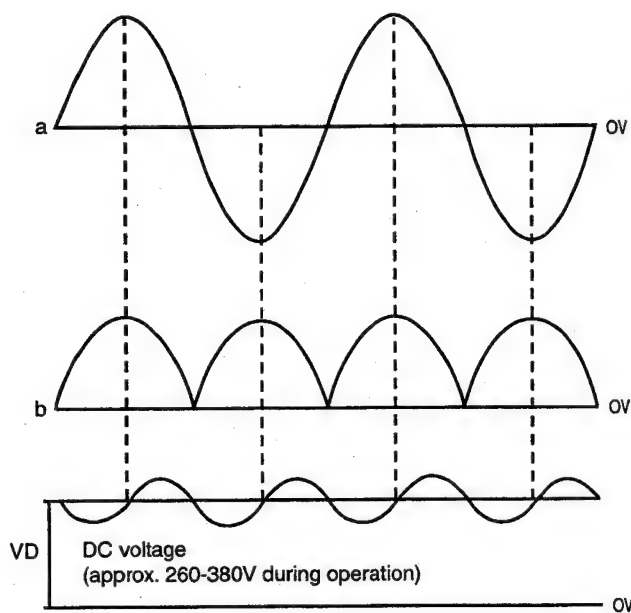 a OV
b OV
VD DC voltage
(approx. 260-380V during operation)
OV